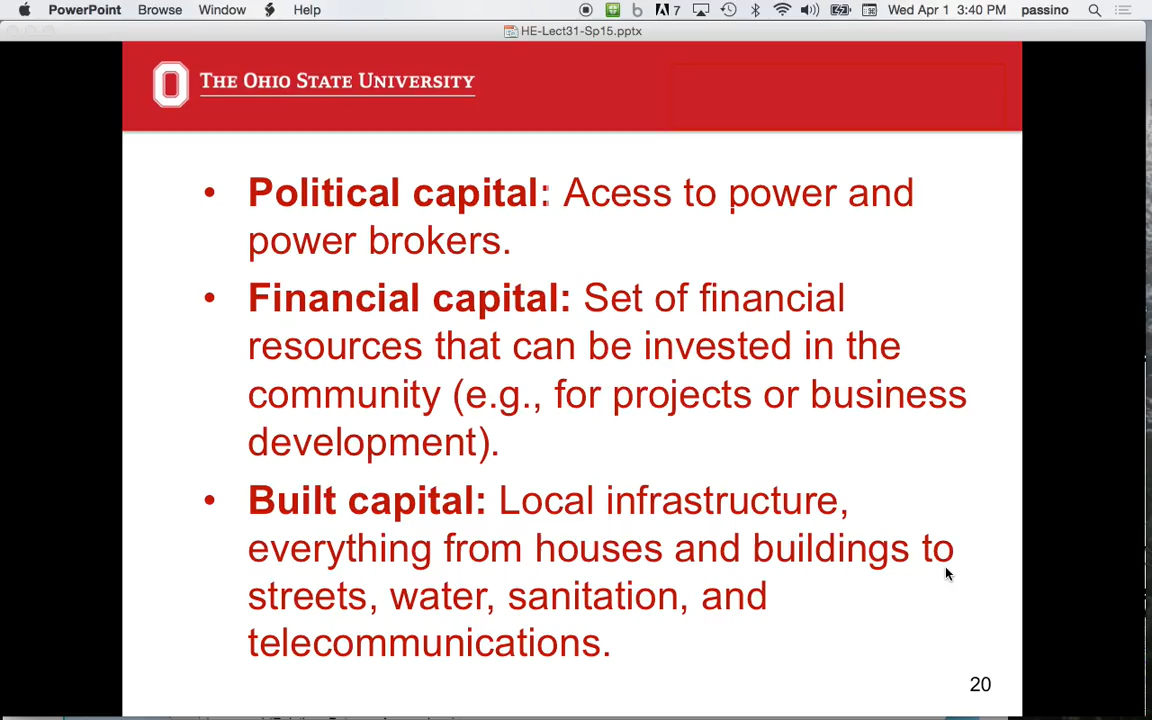 PowerPoint Browse Window Help 7 Wed Apr 1 3:40 PM passino
HE-Lect31-Sp15.pptx
THE OHIO STATE UNIVERSITY
• Political capital: Acess to power and
power brokers.
• Financial capital: Set of financial
resources that can be invested in the
community (e.g., for projects or business
development).
• Built capital: Local infrastructure,
everything from houses and buildings to
streets, water, sanitation, and
telecommunications.
20